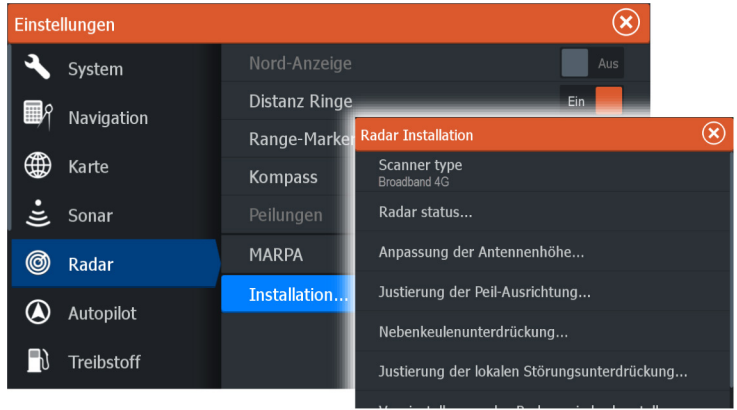 Einstellungen
System
Navigation
Karte
Sonar
Radar
Autopilot
Treibstoff
Nord-Anzeige Aus
Distanz Ringe Ein
Range-Marker
Kompass
Peilungen
MARPA
Installation...
Radar Installation
Scanner type
Broadband 4G
Radar status...
Anpassung der Antennenhöhe...
Justierung der Peil-Ausrichtung...
Nebenkeulenunterdrückung...
Justierung der lokalen Störungsunterdrückung...